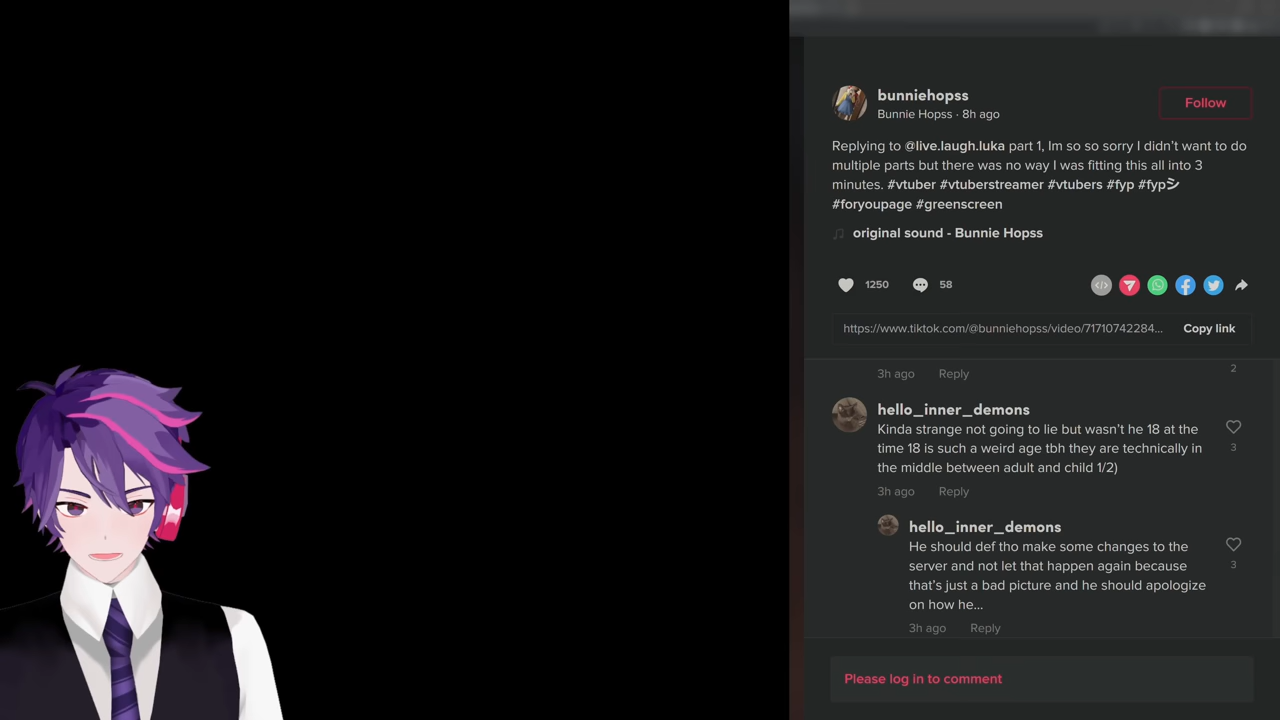 bunniehopss
Bunnie Hopss · 8h ago
Follow
Replying to @live.laugh.luka part 1, Im so so sorry I didn't want to do
multiple parts but there was no way I was fitting this all into 3
minutes. #vtuber #vtuberstreamer #vtubers #fyp #fypシ
#foryoupage #greenscreen
original sound - Bunnie Hopss
1250
58
https://www.tiktok.com/@bunniehopss/video/71710742284...
Copy link
3h ago Reply
2
hello_inner_demons
Kinda strange not going to lie but wasn't he 18 at the
time 18 is such a weird age tbh they are technically in
the middle between adult and child 1/2)
3
3h ago Reply
hello_inner_demons
He should def tho make some changes to the
server and not let that happen again because
that's just a bad picture and he should apologize
on how he...
3
3h ago Reply
Please log in to comment